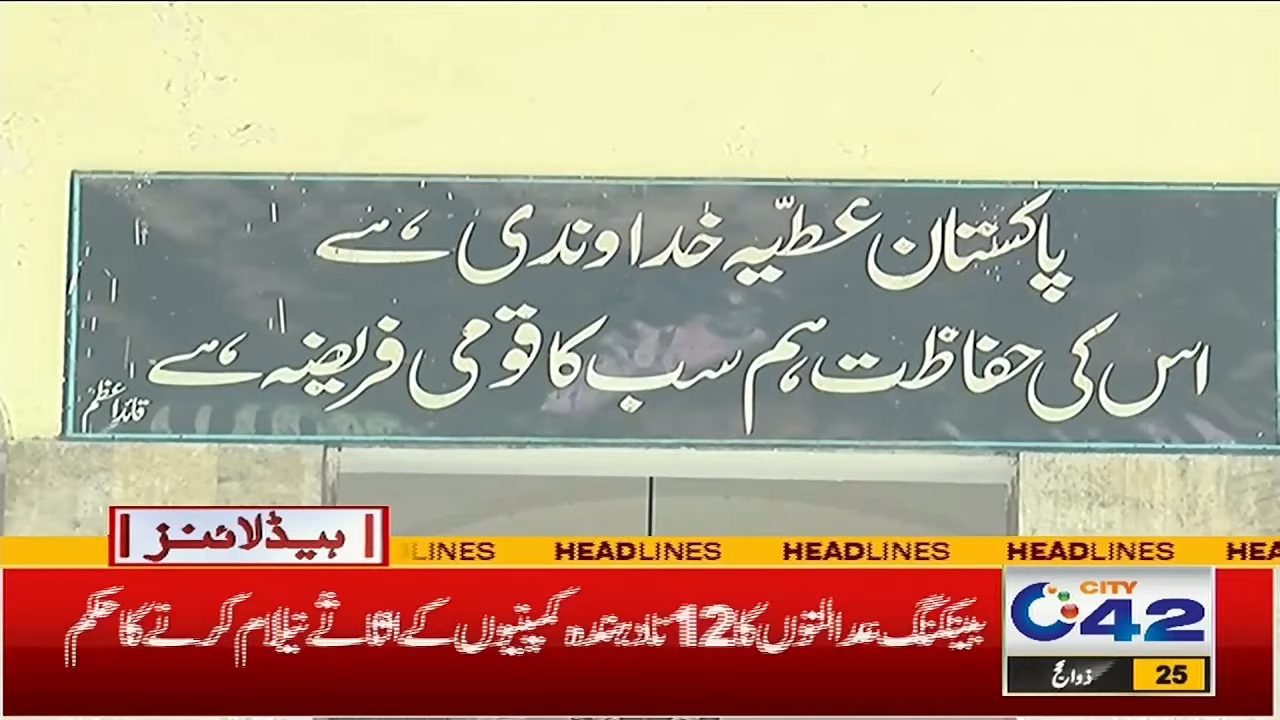 پاکستان عطیّہ خداوندی ہے
اس کی حفاظت ہم سب کا قومی فریضہ ہے
قائداعظم
ہیڈلائنز
LINES HEADLINES HEADLINES HEADLINES HEA
بینکنگ عدالتوں کا 12 نادہندہ کمپنیوں کے اثاثے نیلام کرنے کا حکم
CITY
42
ذوالحج 25